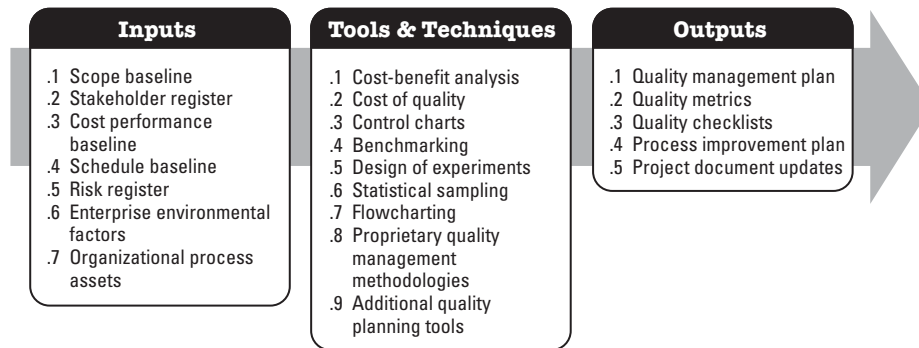 Inputs
.1 Scope baseline
.2 Stakeholder register
.3 Cost performance
baseline
.4 Schedule baseline
.5 Risk register
.6 Enterprise environmental
factors
.7 Organizational process
assets
Tools & Techniques
.1 Cost-benefit analysis
.2 Cost of quality
.3 Control charts
.4 Benchmarking
.5 Design of experiments
.6 Statistical sampling
.7 Flowcharting
.8 Proprietary quality
management
methodologies
.9 Additional quality
planning tools
Outputs
.1 Quality management plan
.2 Quality metrics
.3 Quality checklists
.4 Process improvement plan
.5 Project document updates